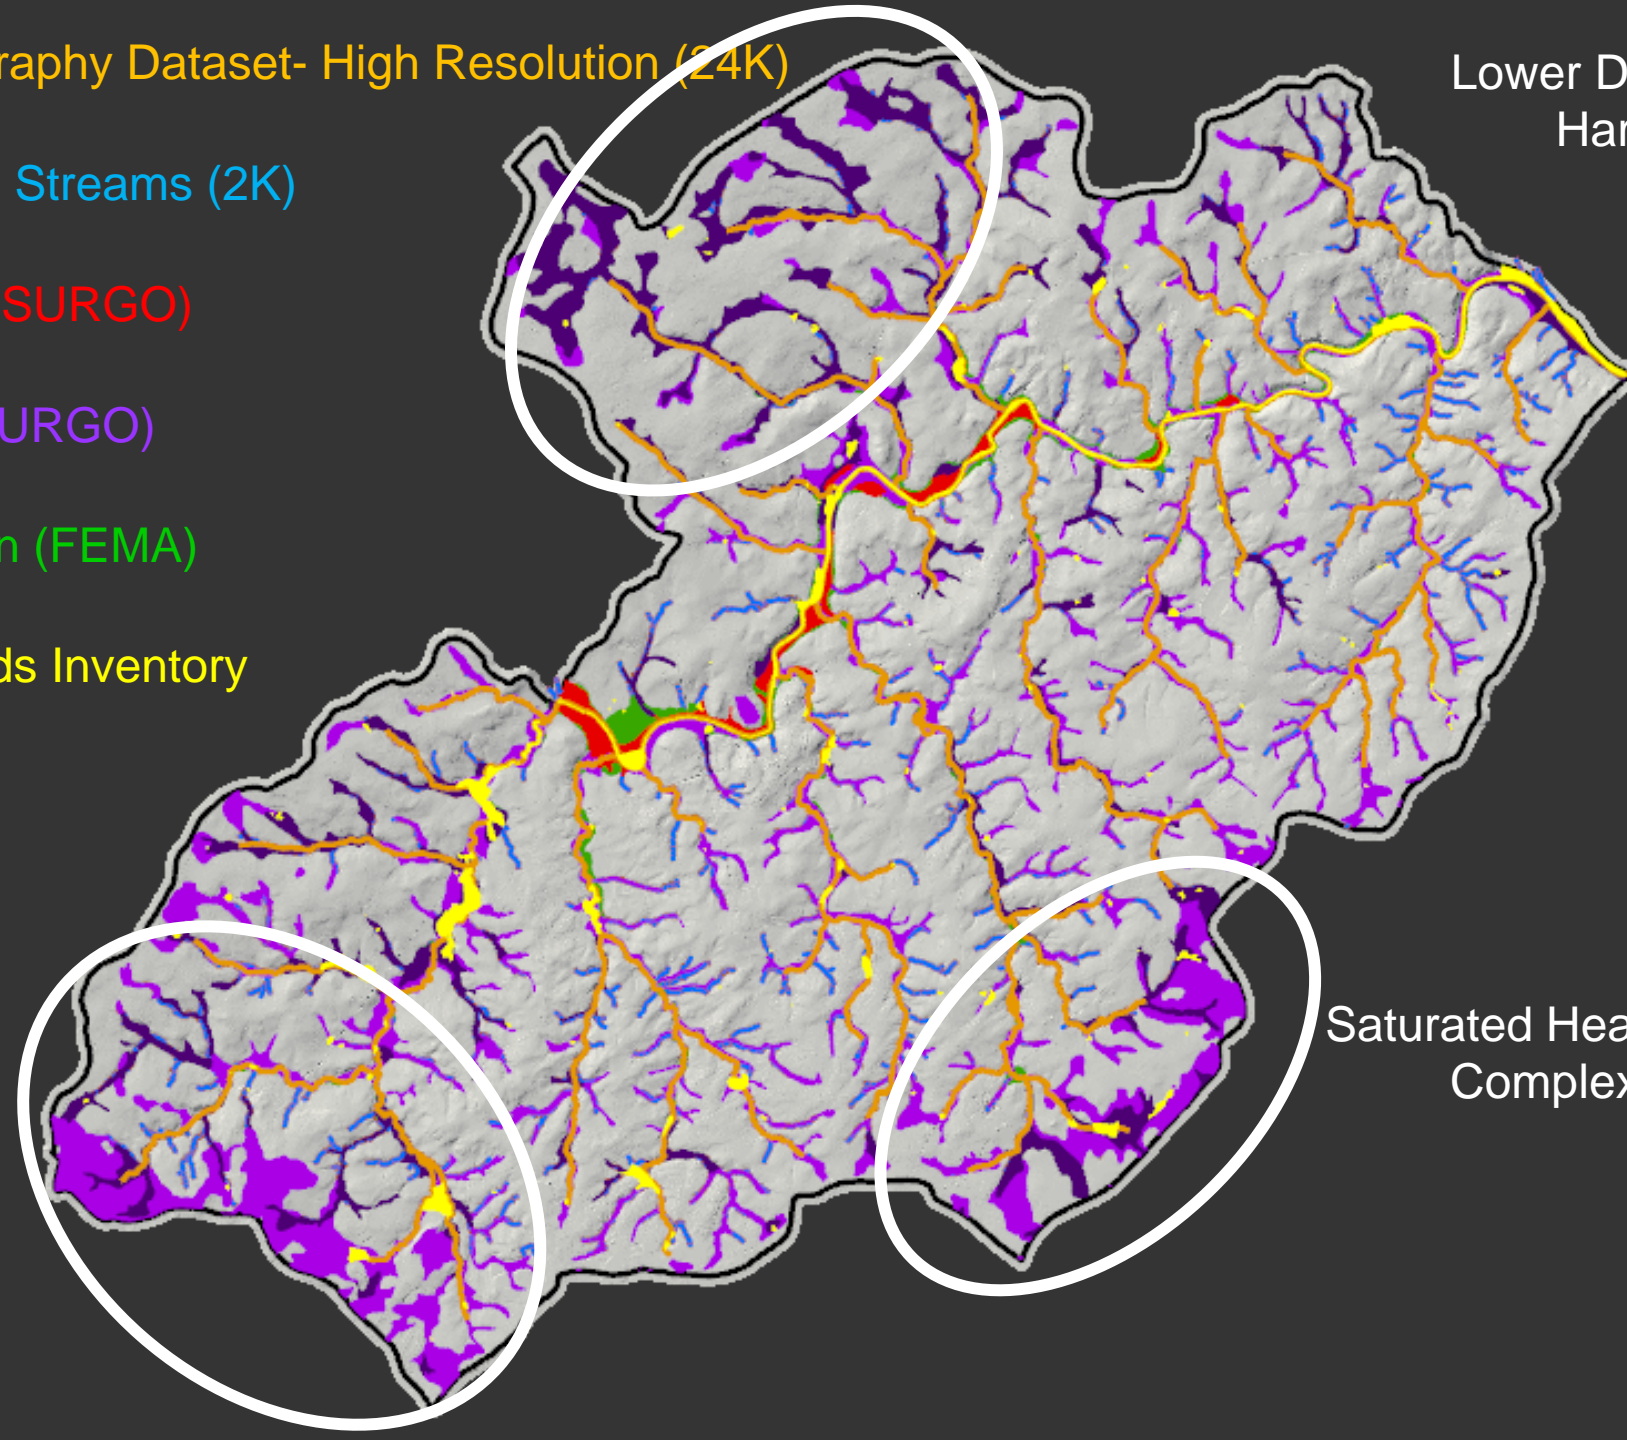 raphy Dataset- High Resolution (24K)
Streams (2K)
SURGO)
URGO)
n (FEMA)
ds Inventory
Lower D
Har
Saturated Hea
Complex